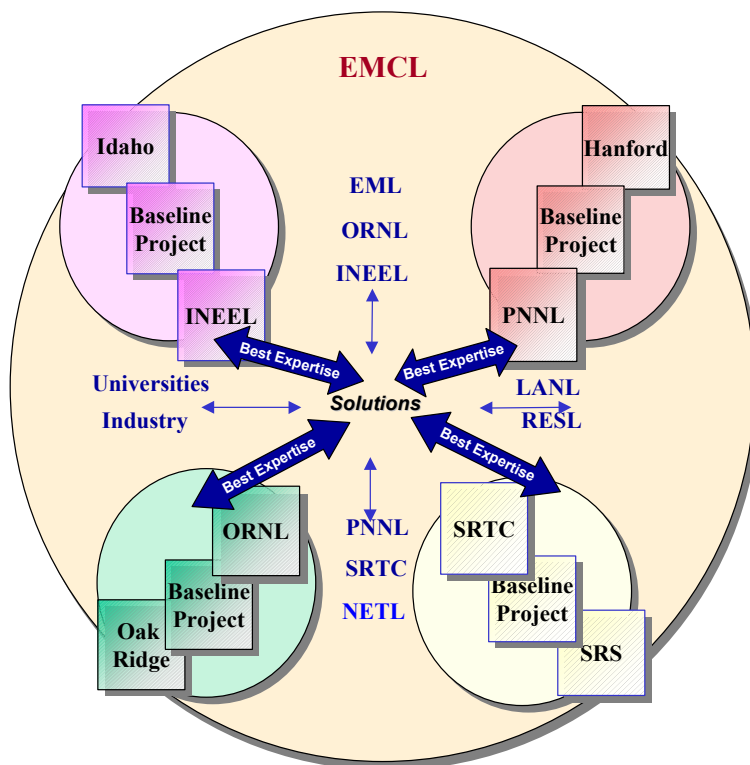 EMCL
Idaho
Baseline
Project
INEEL
Hanford
Baseline
Project
PNNL
EML
ORNL
INEEL
Best Expertise
Best Expertise
Universities
Industry
Solutions
LANL
RESL
Best Expertise
Best Expertise
ORNL
Baseline
Project
Oak
Ridge
PNNL
SRTC
NETL
SRTC
Baseline
Project
SRS